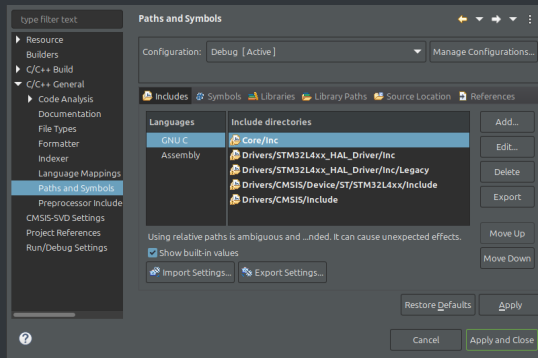 type filter text
Resource
Builders
C/C++ Build
C/C++ General
Code Analysis
Documentation
File Types
Formatter
Indexer
Language Mappings
Paths and Symbols
Preprocessor Include
CMSIS-SVD Settings
Project References
Run/Debug Settings
Paths and Symbols
Configuration: Debug [ Active ] Manage Configurations...
Includes Symbols Libraries Library Paths Source Location References
Languages
GNU C
Assembly
Include directories
Core/Inc
Drivers/STM32L4xx_HAL_Driver/Inc
Drivers/STM32L4xx_HAL_Driver/Inc/Legacy
Drivers/CMSIS/Device/ST/STM32L4xx/Include
Drivers/CMSIS/Include
Add...
Edit...
Delete
Export
Move Up
Move Down
Using relative paths is ambiguous and ...nded. It can cause unexpected effects.
Show built-in values
Import Settings... Export Settings...
Restore Defaults Apply
Cancel Apply and Close